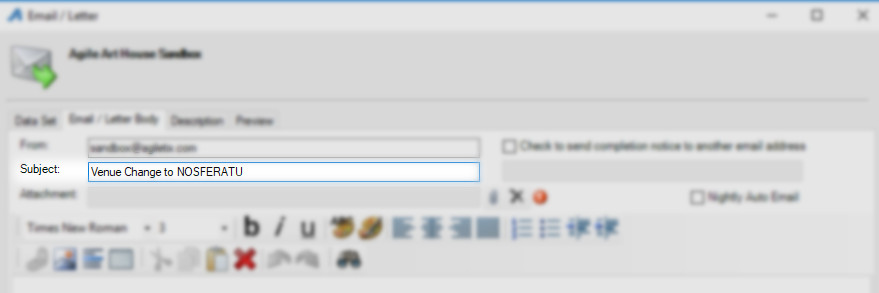 Email / Letter
Agile Art House Sandbox
Data Set Email / Letter Body Description Preview
From: sandbox@agiletix.com Check to send completion notice to another email address
Subject: Venue Change to NOSFERATU
Attachment: Nightly Auto Email
Times New Roman 3 b i u ABC